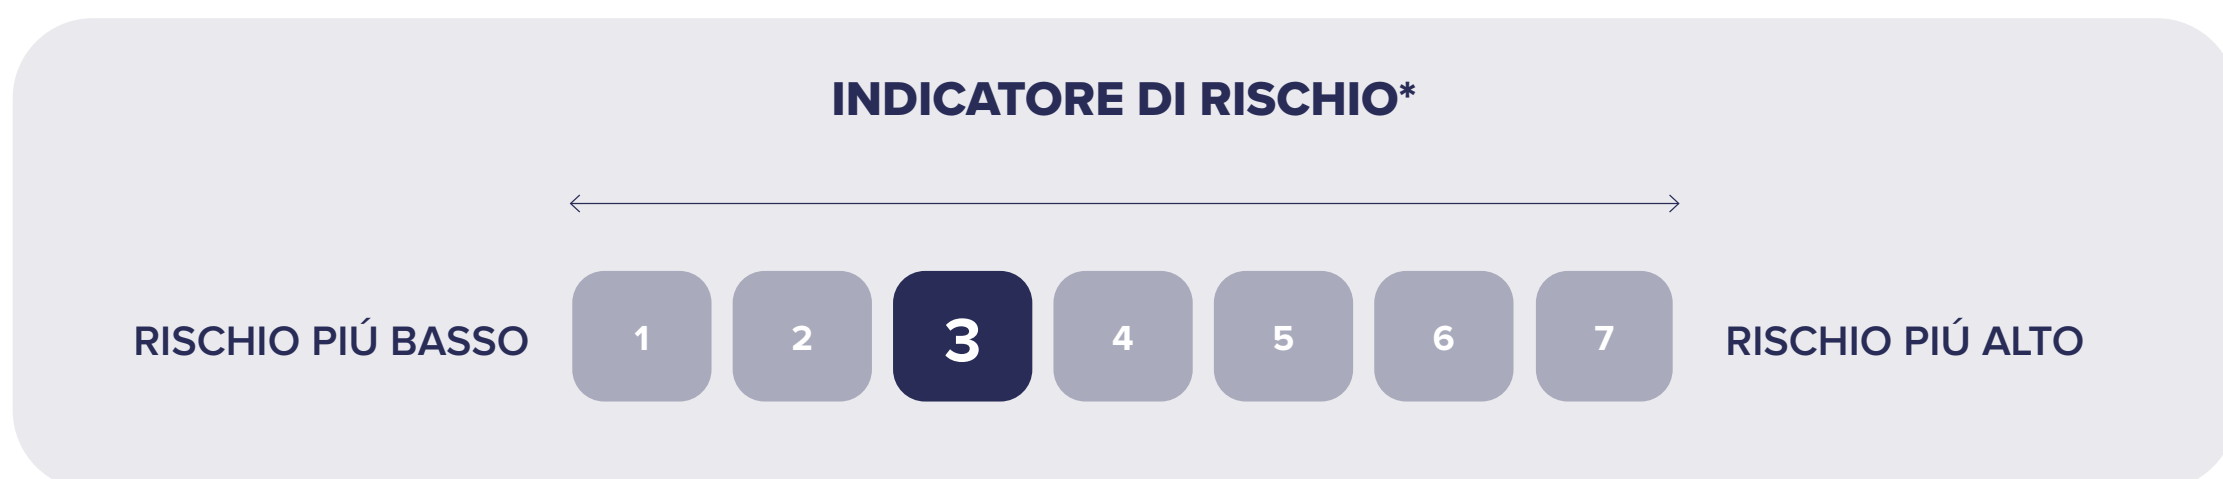 INDICATORE DI RISCHIO*
RISCHIO PIÚ BASSO 1 2 3 4 5 6 7 RISCHIO PIÚ ALTO